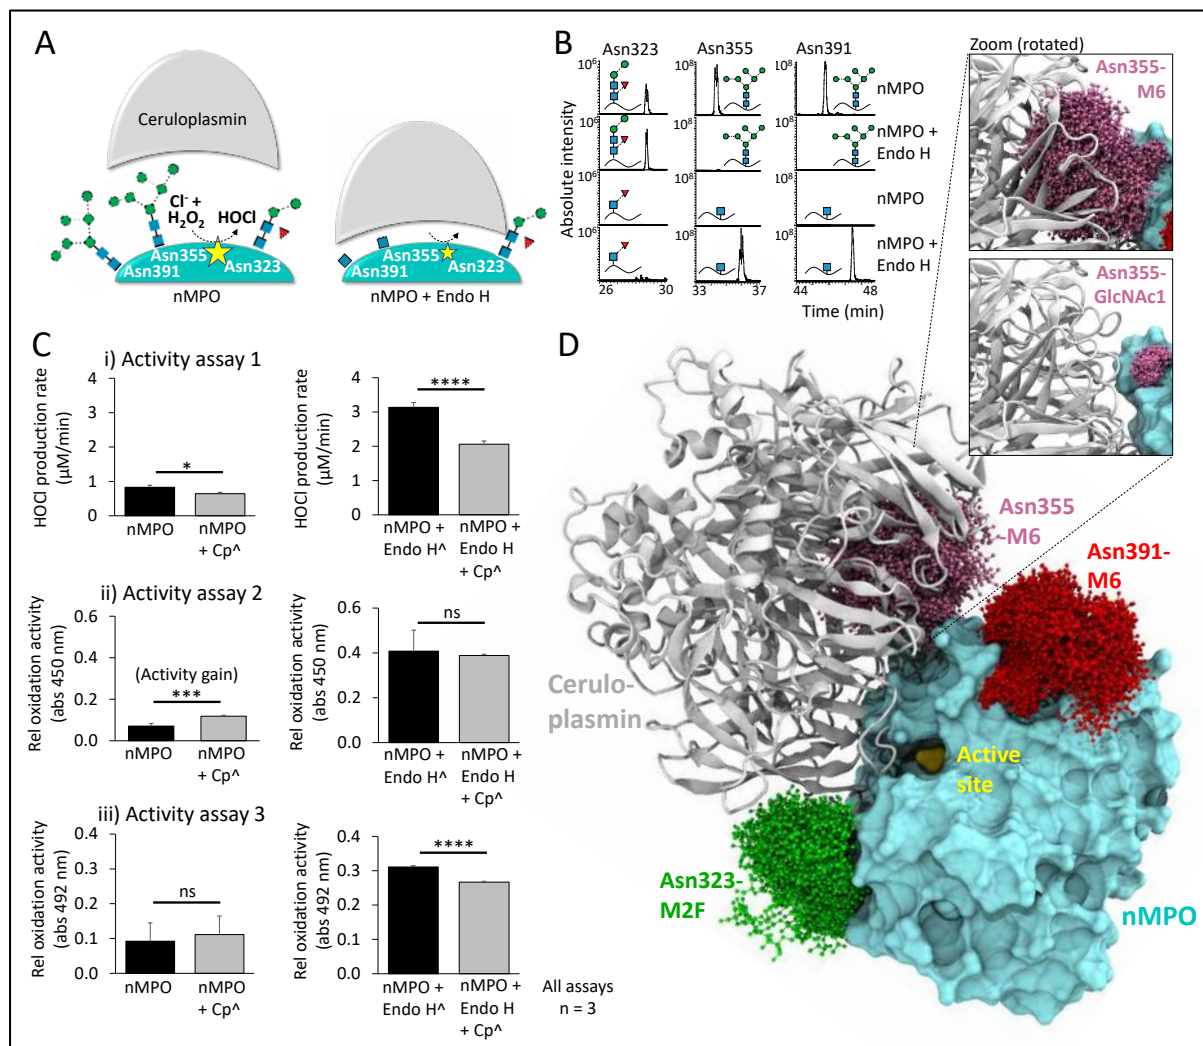 A
Ceruloplasmin
Cl⁻ +
H₂O₂
HOCl
Asn355
Asn391
Asn323
nMPO
Asn355
Asn391
Asn323
nMPO + Endo H
B
Asn323
Asn355
Asn391
Absolute intensity
10⁶
10⁸
10⁸
nMPO
10⁶
10⁸
10⁸
nMPO +
Endo H
10⁶
10⁸
10⁸
nMPO
10⁶
10⁸
10⁸
nMPO +
Endo H
26
30
33
37
44
48
Time (min)
Zoom (rotated)
Asn355-
M6
Asn355-
GlcNAc1
C
i) Activity assay 1
HOCl production rate
(µM/min)
4
3
2
1
0
*
nMPO
nMPO
+ Cp^
HOCl production rate
(µM/min)
4
3
2
1
0
****
nMPO +
Endo H^
nMPO +
Endo H
+ Cp^
ii) Activity assay 2
Rel oxidation activity
(abs 450 nm)
0.6
0.4
0.2
0.0
(Activity gain)
***
nMPO
nMPO
+ Cp^
Rel oxidation activity
(abs 450 nm)
0.6
0.4
0.2
0.0
ns
nMPO +
Endo H^
nMPO +
Endo H
+ Cp^
iii) Activity assay 3
Rel oxidation activity
(abs 492 nm)
0.4
0.3
0.2
0.1
0.0
ns
nMPO
nMPO
+ Cp^
Rel oxidation activity
(abs 492 nm)
0.4
0.3
0.2
0.1
0.0
****
nMPO +
Endo H^
nMPO +
Endo H
+ Cp^
All assays
n = 3
D
Asn355
-M6
Asn391-
M6
Cerulo-
plasmin
Active
site
Asn323-
M2F
nMPO